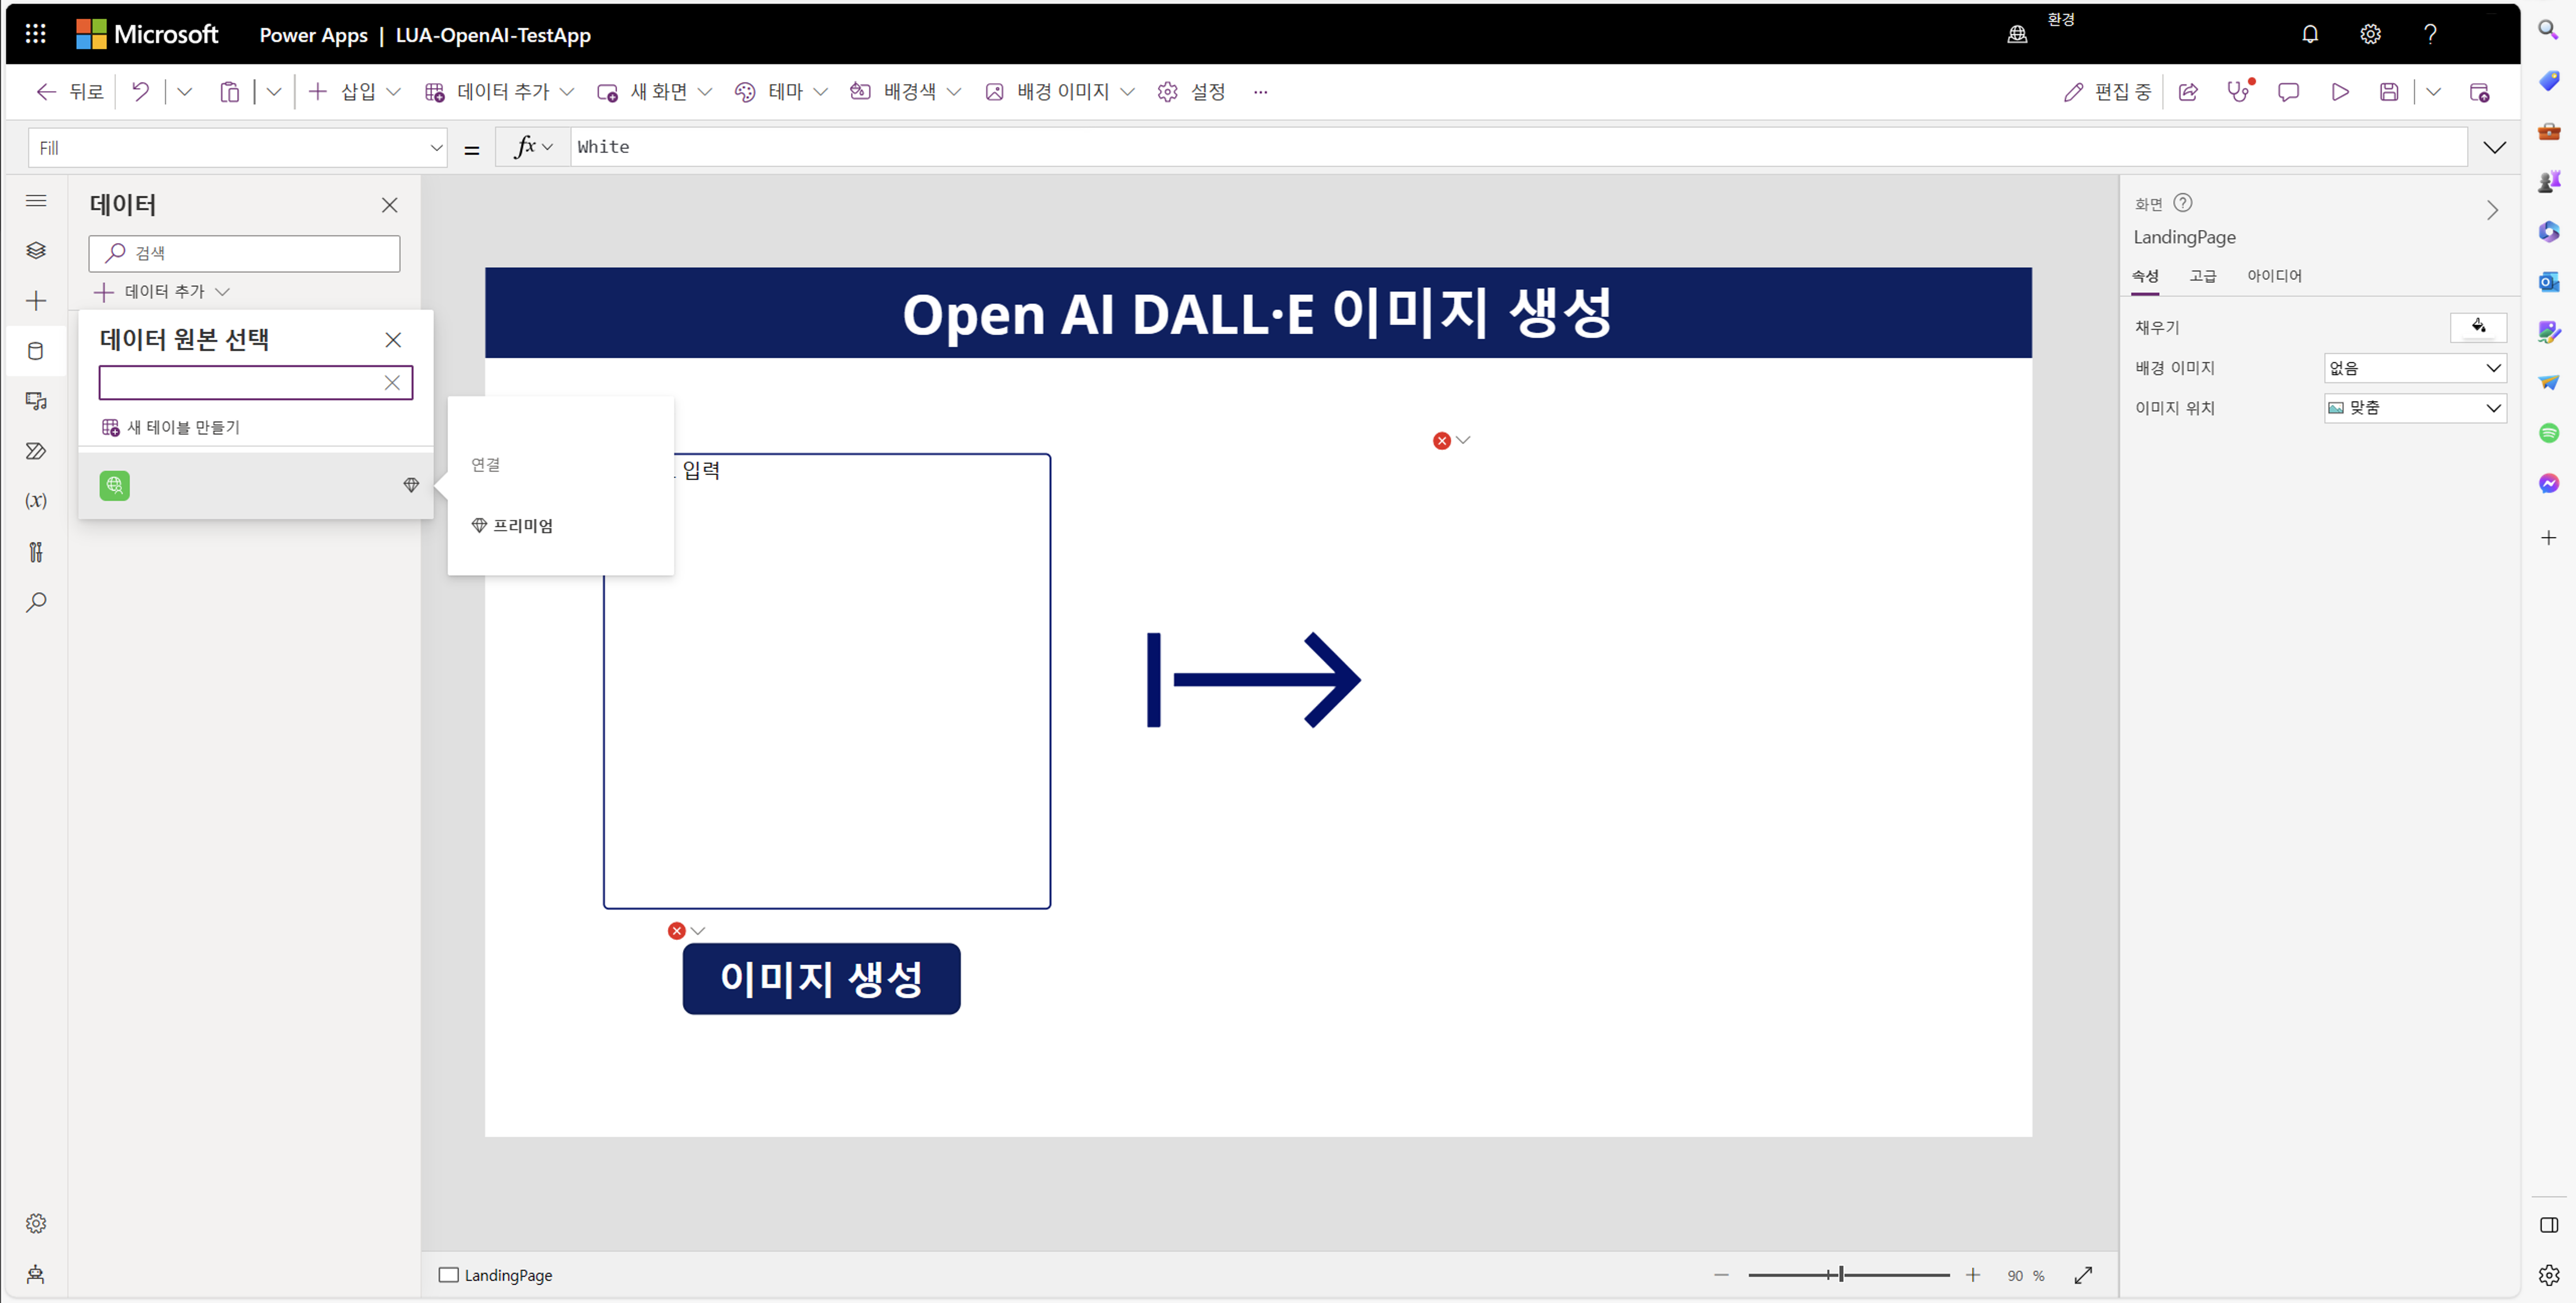 Microsoft Power Apps | LUA-OpenAI-TestApp 환경
뒤로 삽입 데이터 추가 새 화면 테마 배경색 배경 이미지 설정 ... 편집 중
Fill = fx White
데이터
검색
데이터 추가
데이터 원본 선택
새 테이블 만들기
연결
프리미엄
Open AI DALL·E 이미지 생성
입력
이미지 생성
화면
LandingPage
속성 고급 아이디어
채우기
배경 이미지 없음
이미지 위치 맞춤
LandingPage
90 %